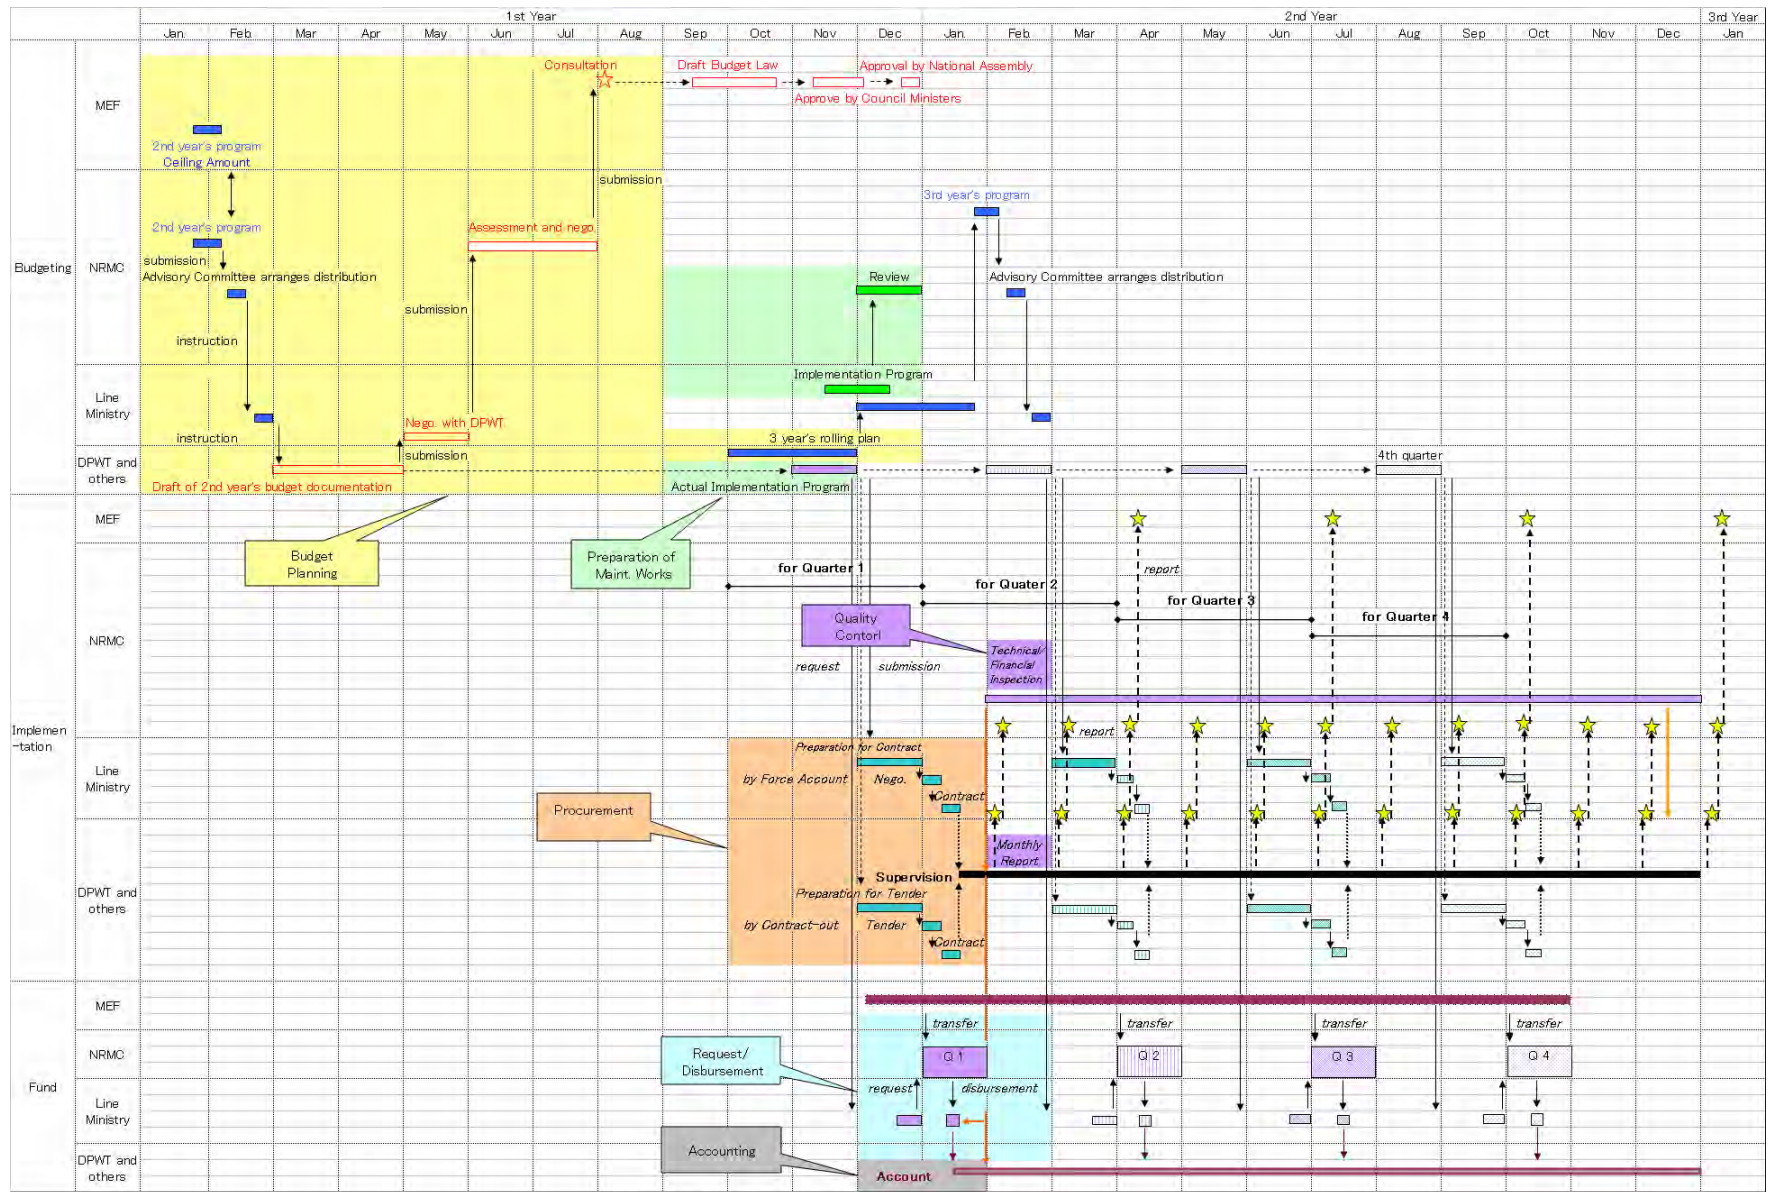 1st Year
2nd Year
3rd Year
Jan
Feb
Mar
Apr
May
Jun
Jul
Aug
Sep
Oct
Nov
Dec
Jan
Feb
Mar
Apr
May
Jun
Jul
Aug
Sep
Oct
Nov
Dec
Jan
Consultation
Draft Budget Law
Approval by National Assembly
Approve by Council Ministers
MEF
2nd year's program
Ceiling Amount
submission
3rd year's program
2nd year's program
Assessment and nego.
submission
Budgeting
NRMC
Advisory Committee arranges distribution
Review
Advisory Committee arranges distribution
submission
instruction
Implementation Program
Line
Ministry
Nego. with DPWT
instruction
3 year's rolling plan
submission
4th quarter
DPWT and
others
Draft of 2nd year's budget documentation
Actual Implementation Program
MEF
Budget
Planning
Preparation of
Maint. Works
for Quarter 1
report
for Quater 2
for Quarter 3
for Quarter 4
Quality
Contorl
NRMC
Technical/
Financial
Inspection
request
submission
Implemen
-tation
report
Preparation for Contract
Line
Ministry
by Force Account
Nego.
Contract
Procurement
Monthly
Report
Supervision
DPWT and
others
Preparation for Tender
by Contract-out
Tender
Contract
MEF
transfer
transfer
transfer
transfer
Request/
Disbursement
NRMC
Q 1
Q 2
Q 3
Q 4
Fund
request
disbursement
Line
Ministry
Accounting
DPWT and
others
Account